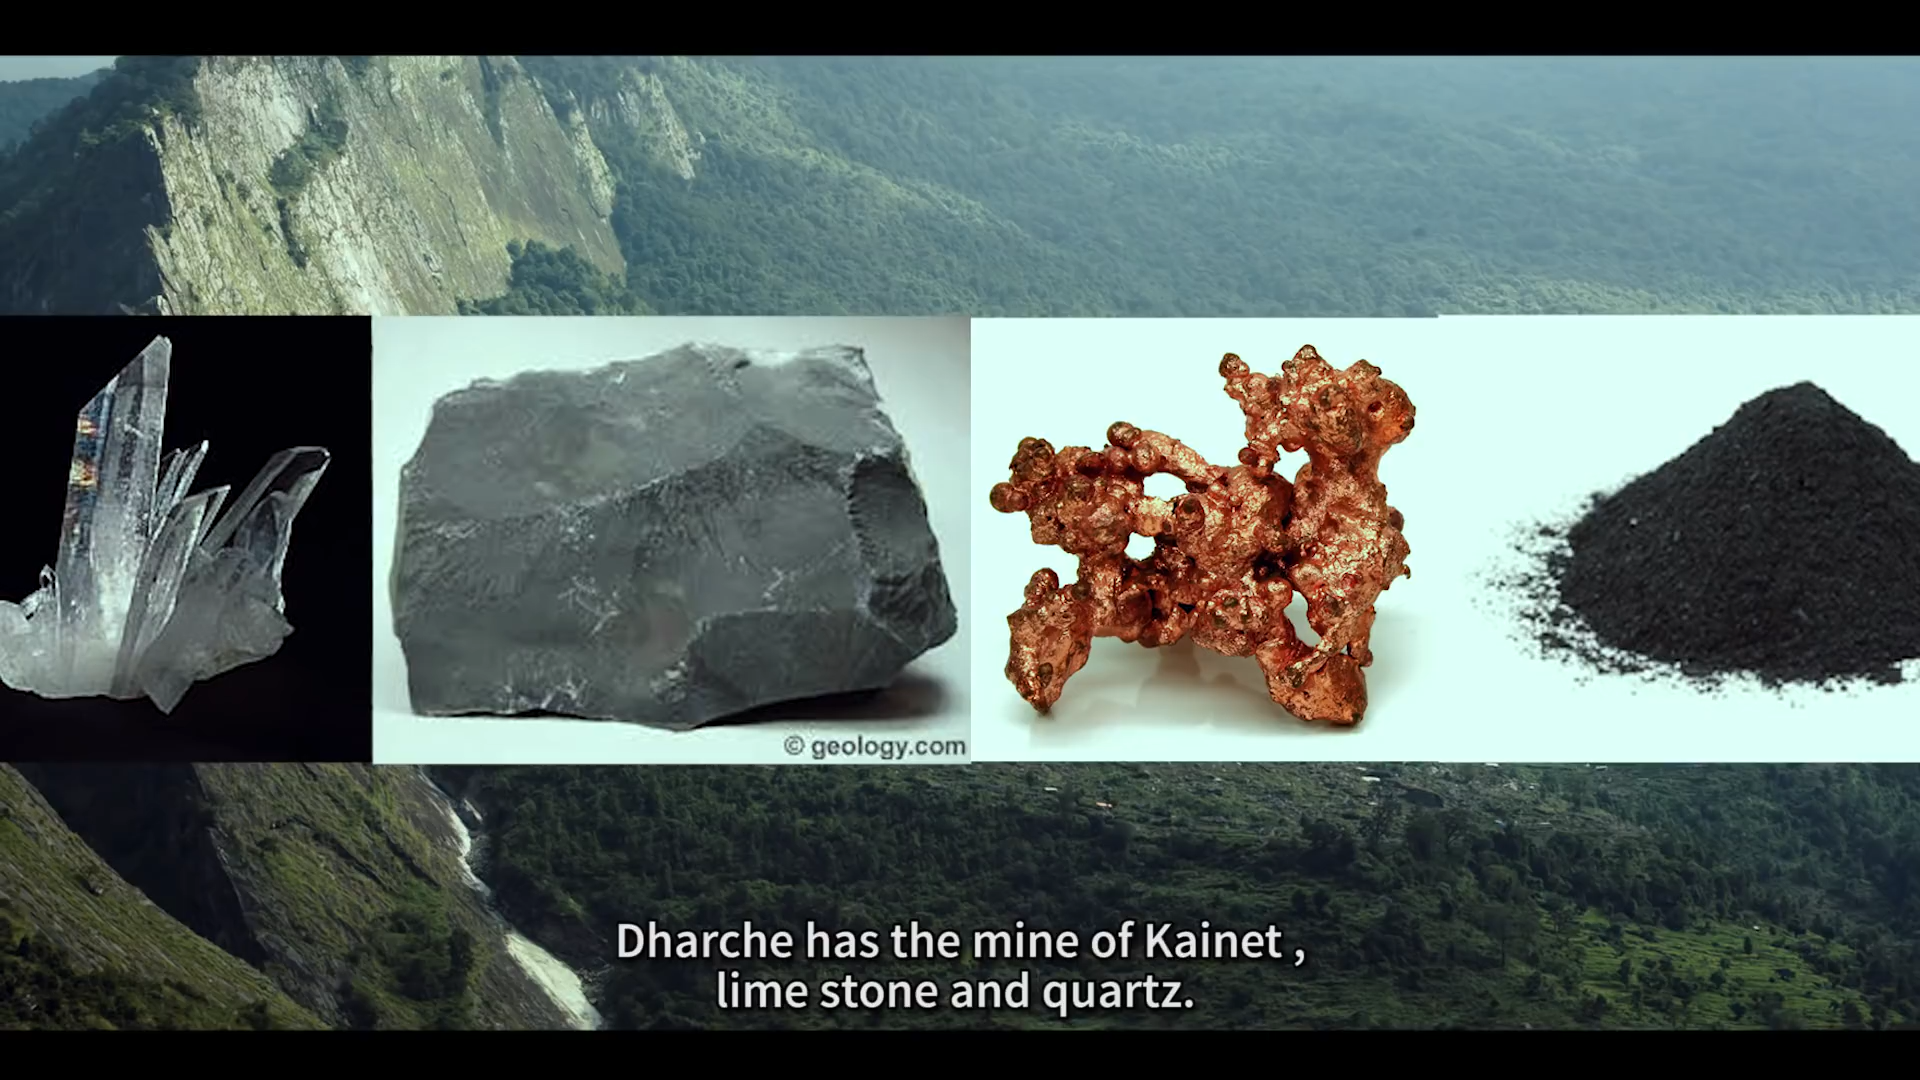 © geology.com
Dharche has the mine of Kainet ,
lime stone and quartz.